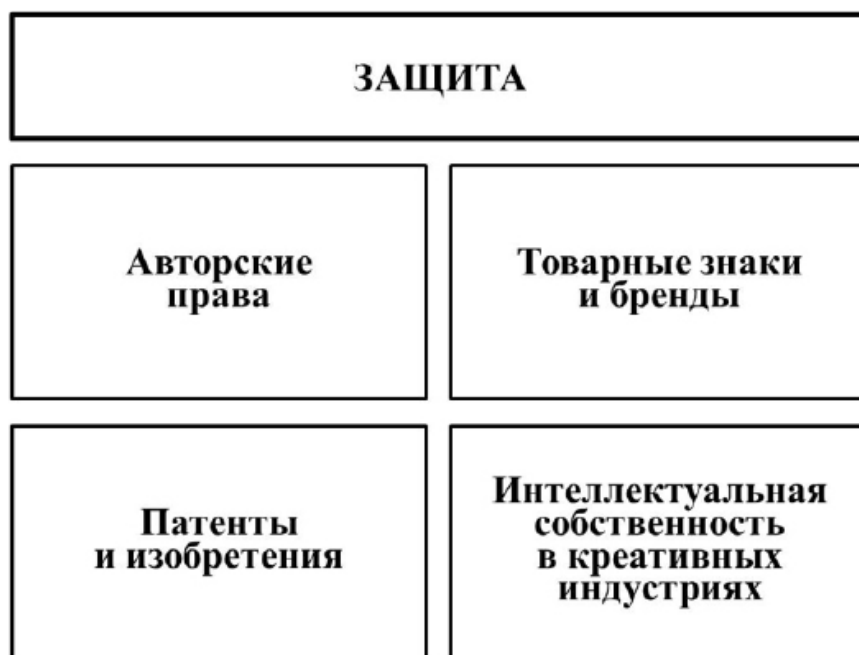 ЗАЩИТА
Авторские
права
Товарные знаки
и бренды
Патенты
и изобретения
Интеллектуальная
собственность
в креативных
индустриях